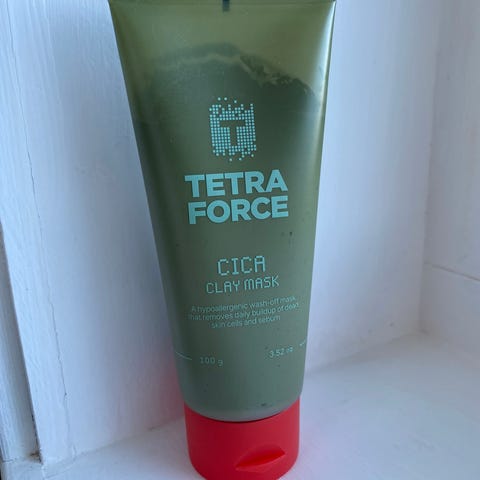 T
TETRA
FORCE
CICA
CLAY MASK
A hypoallergenic wash-off mask
that removes daily buildup of dead
skin cells and sebum
100 g
3.52 oz